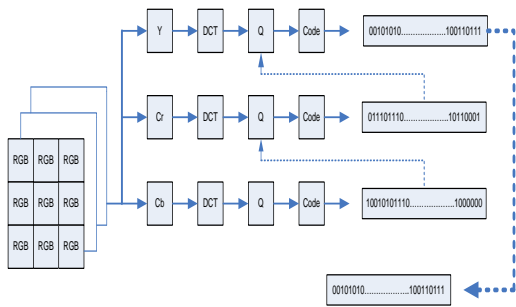 Y DCT Q Code 00101010...................100110111
Cr DCT Q Code 011101110...................10110001
RGB RGB RGB
RGB RGB RGB
Cb DCT Q Code 10010101110...................1000000
RGB RGB RGB
00101010...................100110111